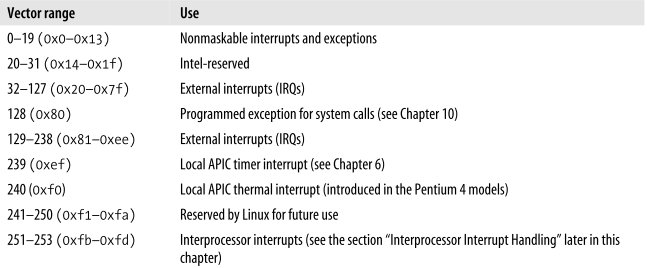 Vector range Use
0–19 (0x0–0x13) Nonmaskable interrupts and exceptions
20–31 (0x14–0x1f) Intel-reserved
32–127 (0x20–0x7f) External interrupts (IRQs)
128 (0x80) Programmed exception for system calls (see Chapter 10)
129–238 (0x81–0xee) External interrupts (IRQs)
239 (0xef) Local APIC timer interrupt (see Chapter 6)
240 (0xf0) Local APIC thermal interrupt (introduced in the Pentium 4 models)
241–250 (0xf1–0xfa) Reserved by Linux for future use
251–253 (0xfb–0xfd) Interprocessor interrupts (see the section “Interprocessor Interrupt Handling” later in this
chapter)